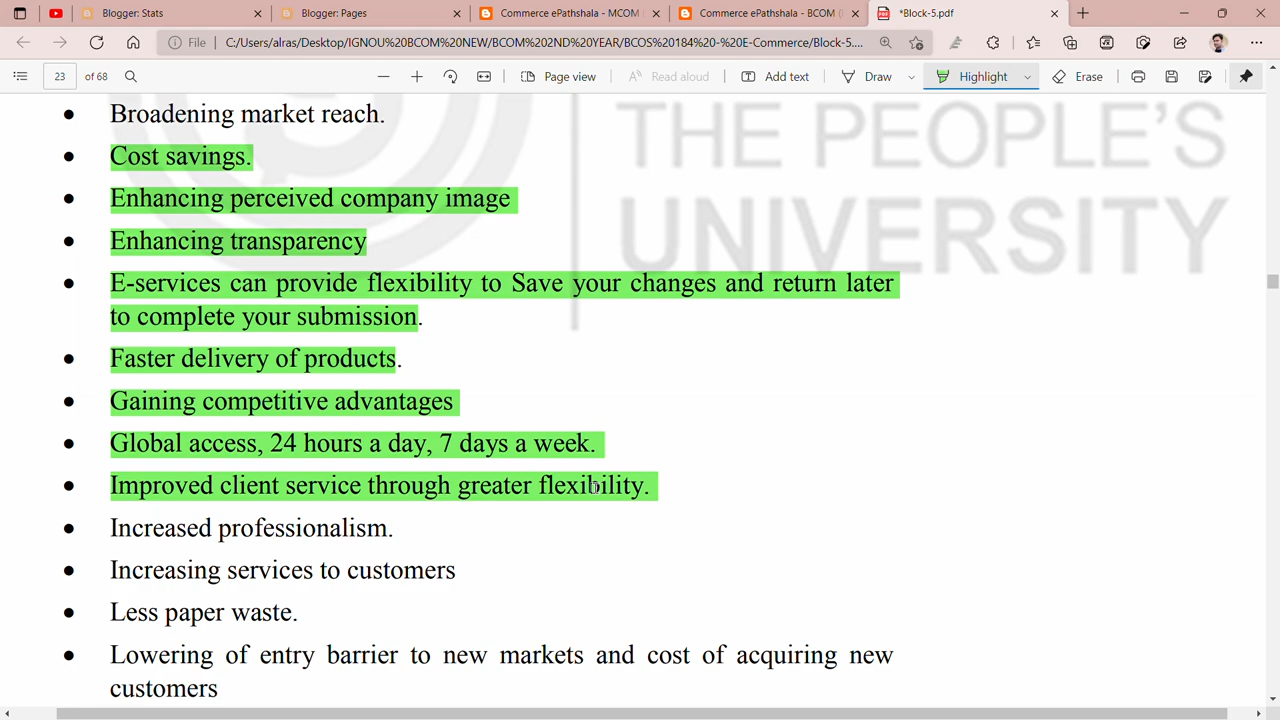 Blogger: Stats
Blogger: Pages
Commerce ePathshala - MCOM
Commerce ePathshala - BCOM
*Block-5.pdf
File
C:/Users/alras/Desktop/IGNOU%20BCOM%20NEW/BCOM%202ND%20YEAR/BCOS%20184%20-%20E-Commerce/Block-5....
23 of 68
Page view
Read aloud
Add text
Draw
Highlight
Erase
THE PEOPLE'S
UNIVERSITY
• Broadening market reach.
• Cost savings.
• Enhancing perceived company image
• Enhancing transparency
• E-services can provide flexibility to Save your changes and return later
to complete your submission.
• Faster delivery of products.
• Gaining competitive advantages
• Global access, 24 hours a day, 7 days a week.
• Improved client service through greater flexibility.
• Increased professionalism.
• Increasing services to customers
• Less paper waste.
• Lowering of entry barrier to new markets and cost of acquiring new
customers